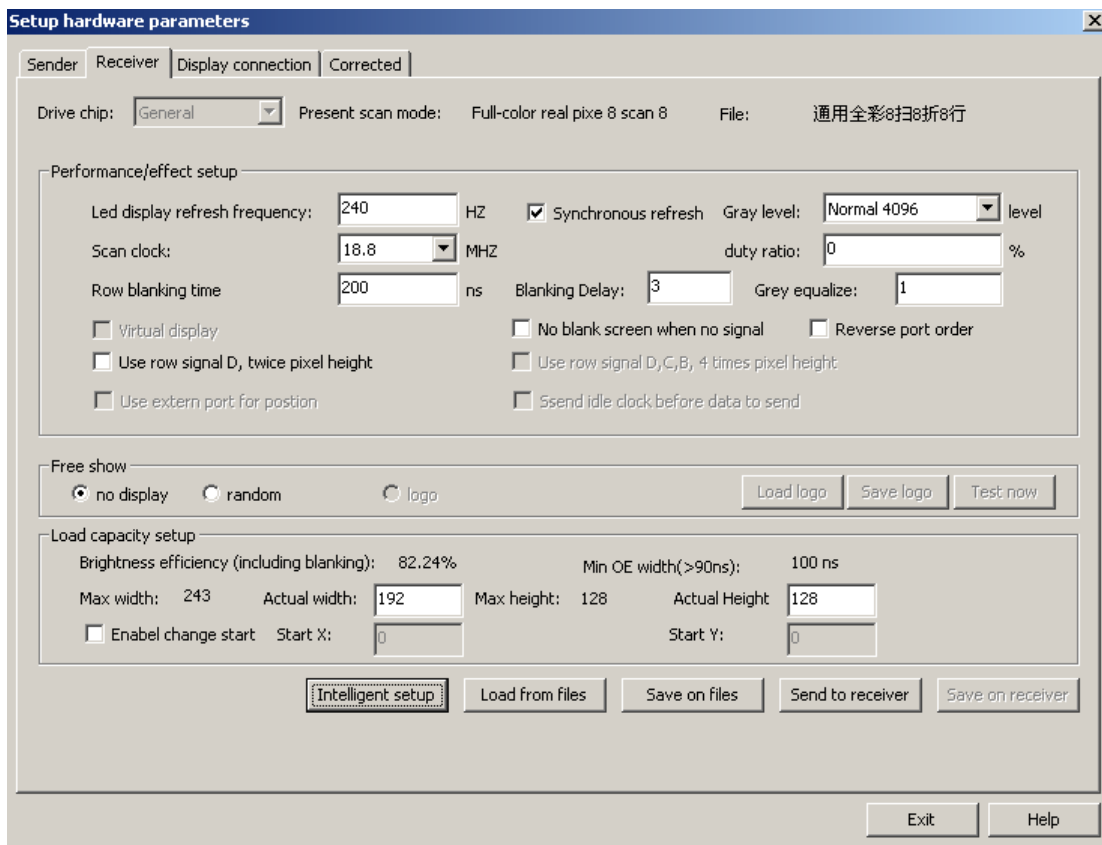 Setup hardware parameters
Sender Receiver Display connection Corrected
Drive chip: General Present scan mode: Full-color real pixe 8 scan 8 File: 通用全彩8扫8折8行
Performance/effect setup
Led display refresh frequency: 240 HZ Synchronous refresh Gray level: Normal 4096 level
Scan clock: 18.8 MHZ duty ratio: 0 %
Row blanking time 200 ns Blanking Delay: 3 Grey equalize: 1
Virtual display No blank screen when no signal Reverse port order
Use row signal D, twice pixel height Use row signal D,C,B, 4 times pixel height
Use extern port for postion Ssend idle clock before data to send
Free show
no display random logo Load logo Save logo Test now
Load capacity setup
Brightness efficiency (including blanking): 82.24% Min OE width(>90ns): 100 ns
Max width: 243 Actual width: 192 Max height: 128 Actual Height 128
Enabel change start Start X: 0 Start Y: 0
Intelligent setup Load from files Save on files Send to receiver Save on receiver
Exit Help